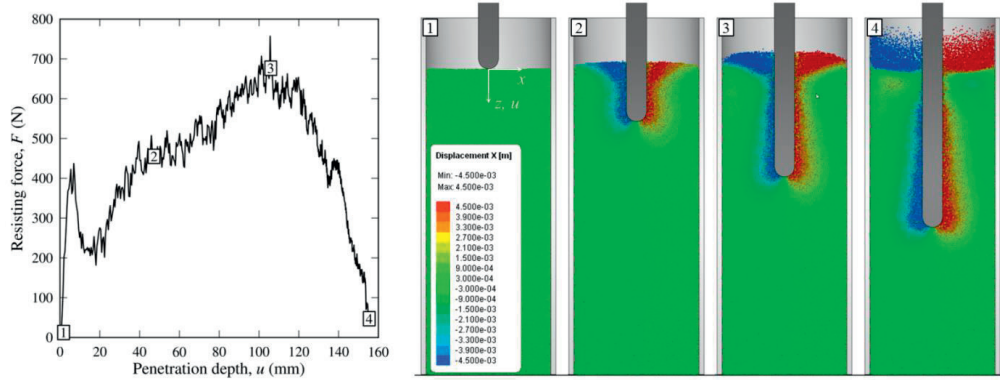 800
700
600
500
400
300
200
100
0
Resisting force, F (N)
0 20 40 60 80 100 120 140 160
Penetration depth, u (mm)
1
2
3
4
1
2
3
4
x
z, u
Displacement X [m]
Min: -4.500e-03
Max: 4.500e-03
4.500e-03
3.900e-03
3.300e-03
2.700e-03
2.100e-03
1.500e-03
9.000e-04
3.000e-04
-3.000e-04
-9.000e-04
-1.500e-03
-2.100e-03
-2.700e-03
-3.300e-03
-3.900e-03
-4.500e-03